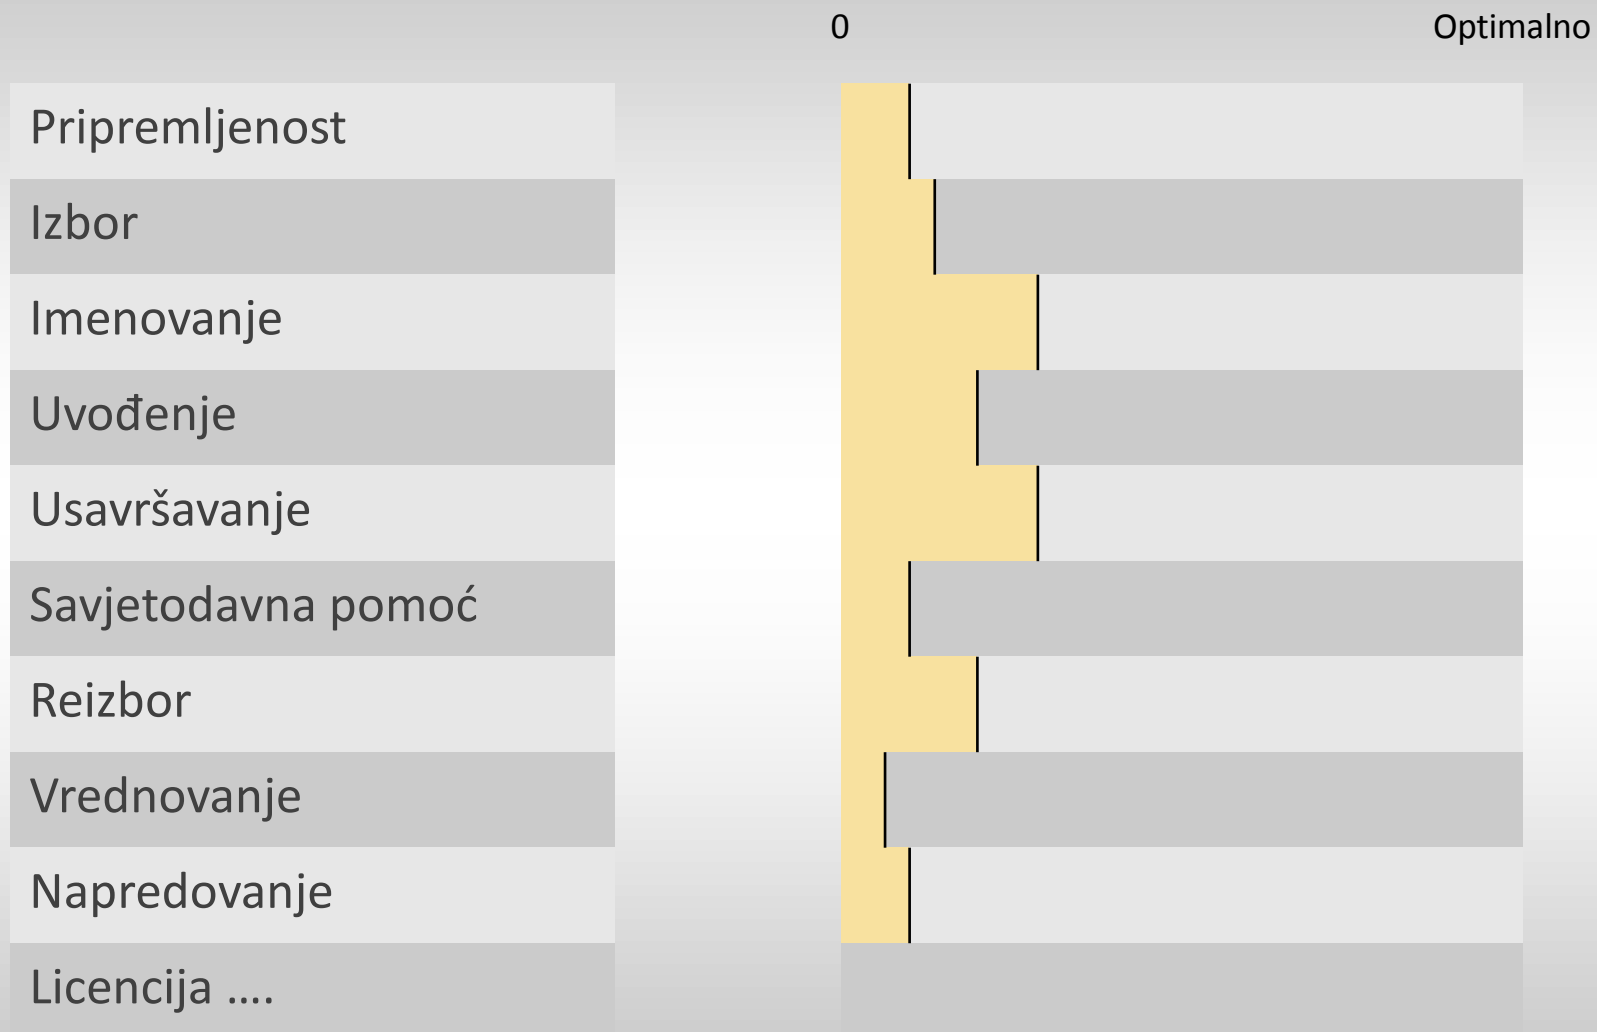 0 Optimalno
Pripremljenost
Izbor
Imenovanje
Uvođenje
Usavršavanje
Savjetodavna pomoć
Reizbor
Vrednovanje
Napredovanje
Licencija ....